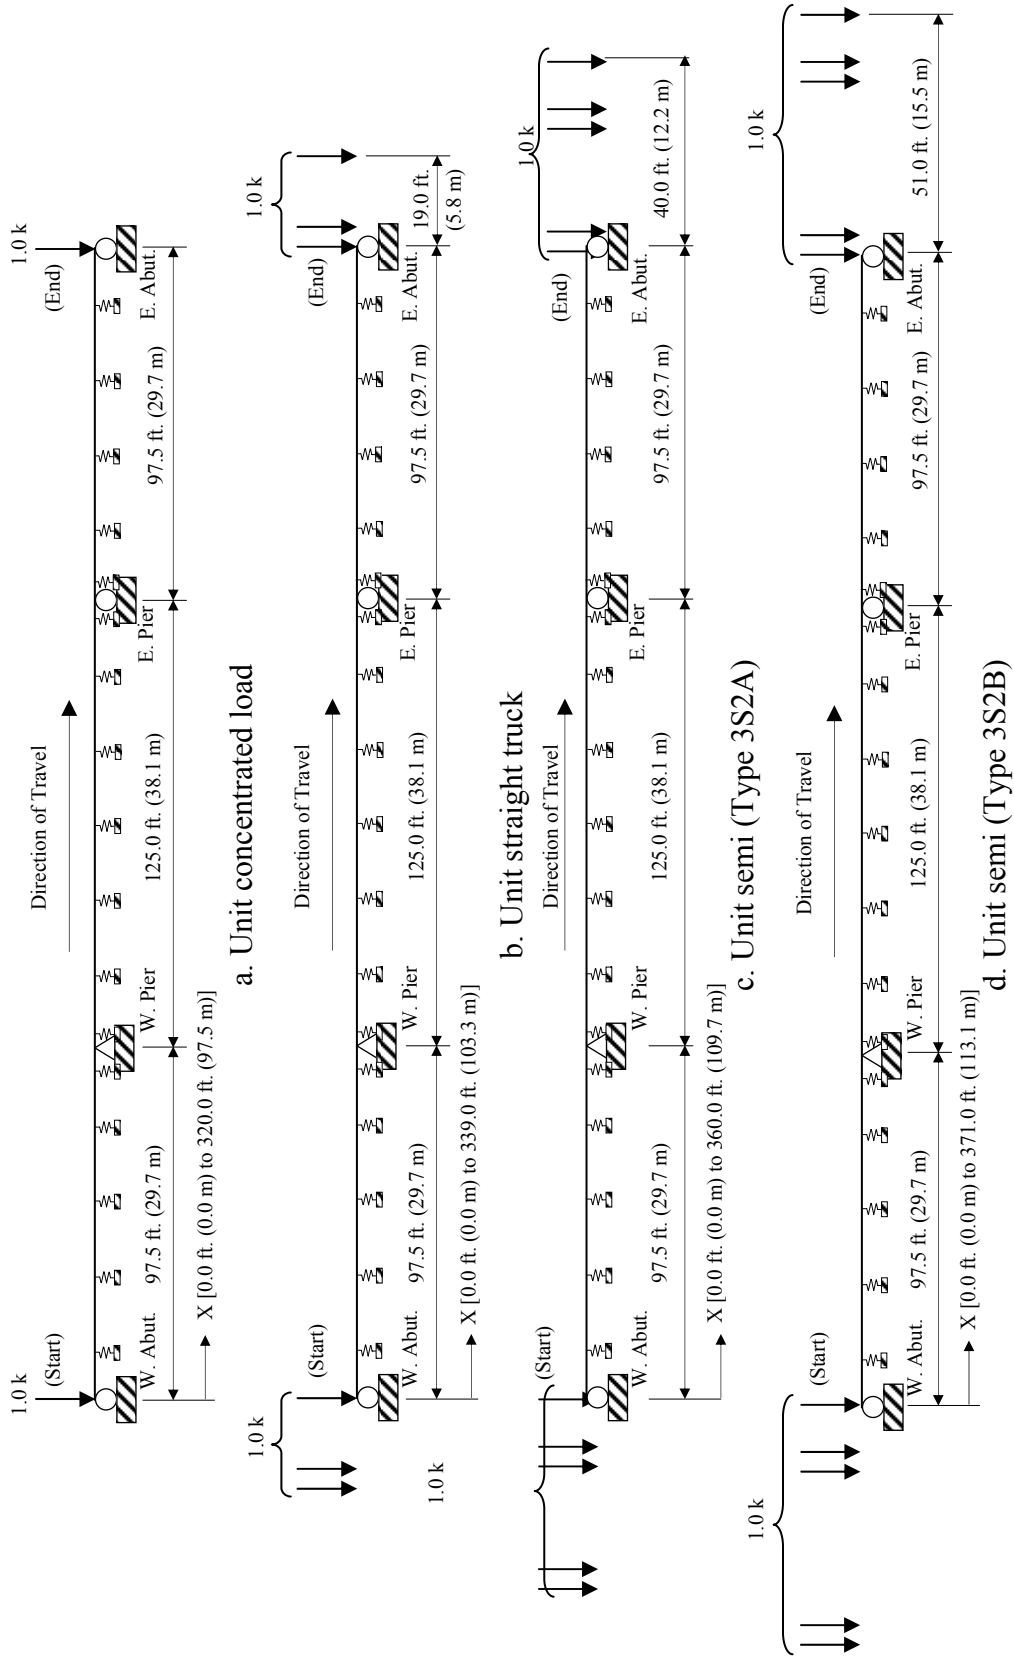 1.0 k
1.0 k
(Start)
(End)
Direction of Travel
W. Abut.
W. Pier
E. Pier
E. Abut.
97.5 ft. (29.7 m)
125.0 ft. (38.1 m)
97.5 ft. (29.7 m)
X [0.0 ft. (0.0 m) to 320.0 ft. (97.5 m)]
a. Unit concentrated load
1.0 k
1.0 k
(Start)
(End)
Direction of Travel
W. Abut.
W. Pier
E. Pier
E. Abut.
97.5 ft. (29.7 m)
125.0 ft. (38.1 m)
97.5 ft. (29.7 m)
19.0 ft.
(5.8 m)
X [0.0 ft. (0.0 m) to 339.0 ft. (103.3 m)]
b. Unit straight truck
1.0 k
1.0 k
(Start)
(End)
Direction of Travel
W. Abut.
W. Pier
E. Pier
E. Abut.
97.5 ft. (29.7 m)
125.0 ft. (38.1 m)
97.5 ft. (29.7 m)
40.0 ft. (12.2 m)
X [0.0 ft. (0.0 m) to 360.0 ft. (109.7 m)]
c. Unit semi (Type 3S2A)
1.0 k
1.0 k
(Start)
(End)
Direction of Travel
W. Abut.
W. Pier
E. Pier
E. Abut.
97.5 ft. (29.7 m)
125.0 ft. (38.1 m)
97.5 ft. (29.7 m)
51.0 ft. (15.5 m)
X [0.0 ft. (0.0 m) to 371.0 ft. (113.1 m)]
d. Unit semi (Type 3S2B)